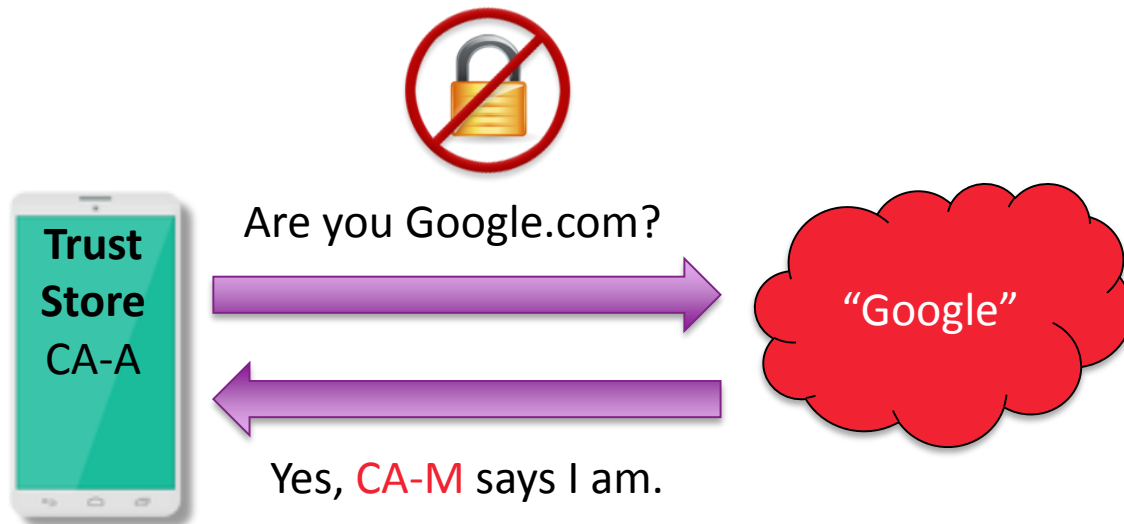 Are you Google.com?
Trust
Store
CA-A
“Google”
Yes, CA-M says I am.